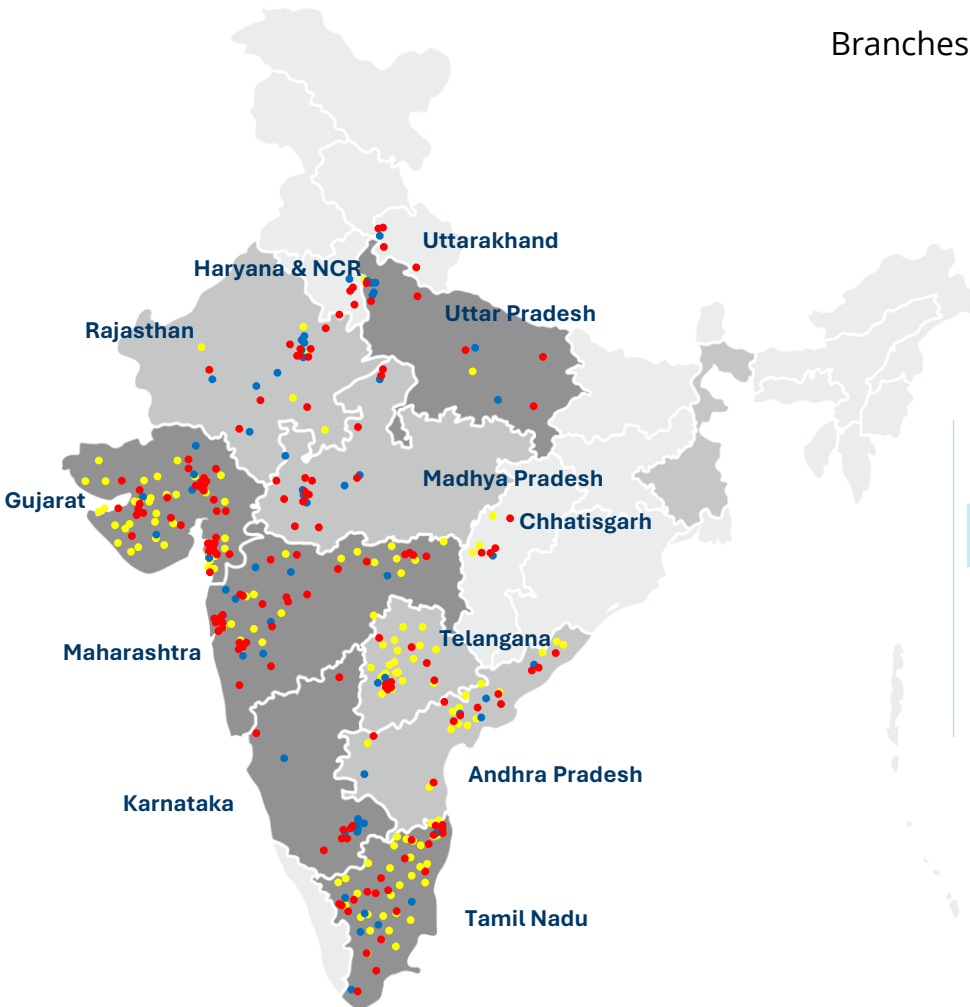 Branches
Uttarakhand
Haryana & NCR
Uttar Pradesh
Rajasthan
Madhya Pradesh
Gujarat
Chhatisgarh
Telangana
Maharashtra
Andhra Pradesh
Karnataka
Tamil Nadu